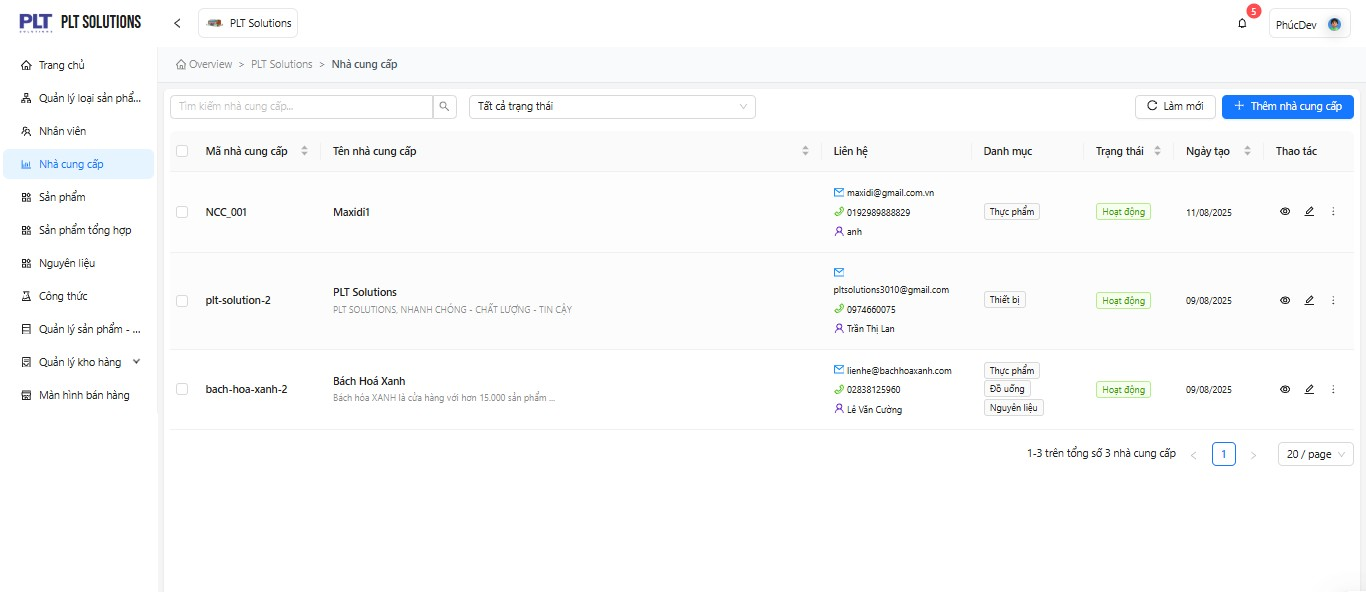 PLT SOLUTIONS
PLT SOLUTIONS
PLT Solutions
5
PhúcDev
Trang chủ
Quản lý loại sản phẩ...
Nhân viên
Nhà cung cấp
Sản phẩm
Sản phẩm tổng hợp
Nguyên liệu
Công thức
Quản lý sản phẩm - ...
Quản lý kho hàng
Màn hình bán hàng
Overview > PLT Solutions > Nhà cung cấp
Tìm kiếm nhà cung cấp...
Tất cả trạng thái
Làm mới
+ Thêm nhà cung cấp
Mã nhà cung cấp Tên nhà cung cấp Liên hệ Danh mục Trạng thái Ngày tạo Thao tác
NCC_001
Maxidi1
maxidi@gmail.com.vn
0192989888829
anh
Thực phẩm
Hoạt động
11/08/2025
plt-solution-2
PLT Solutions
PLT SOLUTIONS, NHANH CHÓNG - CHẤT LƯỢNG - TIN CẬY
pltsolutions3010@gmail.com
0974660075
Trần Thị Lan
Thiết bị
Hoạt động
09/08/2025
bach-hoa-xanh-2
Bách Hoá Xanh
Bách hóa XANH là cửa hàng với hơn 15.000 sản phẩm ...
lienhe@bachhoaxanh.com
02838125960
Lê Văn Cường
Thực phẩm
Đồ uống
Nguyên liệu
Hoạt động
09/08/2025
1-3 trên tổng số 3 nhà cung cấp
1
20 / page